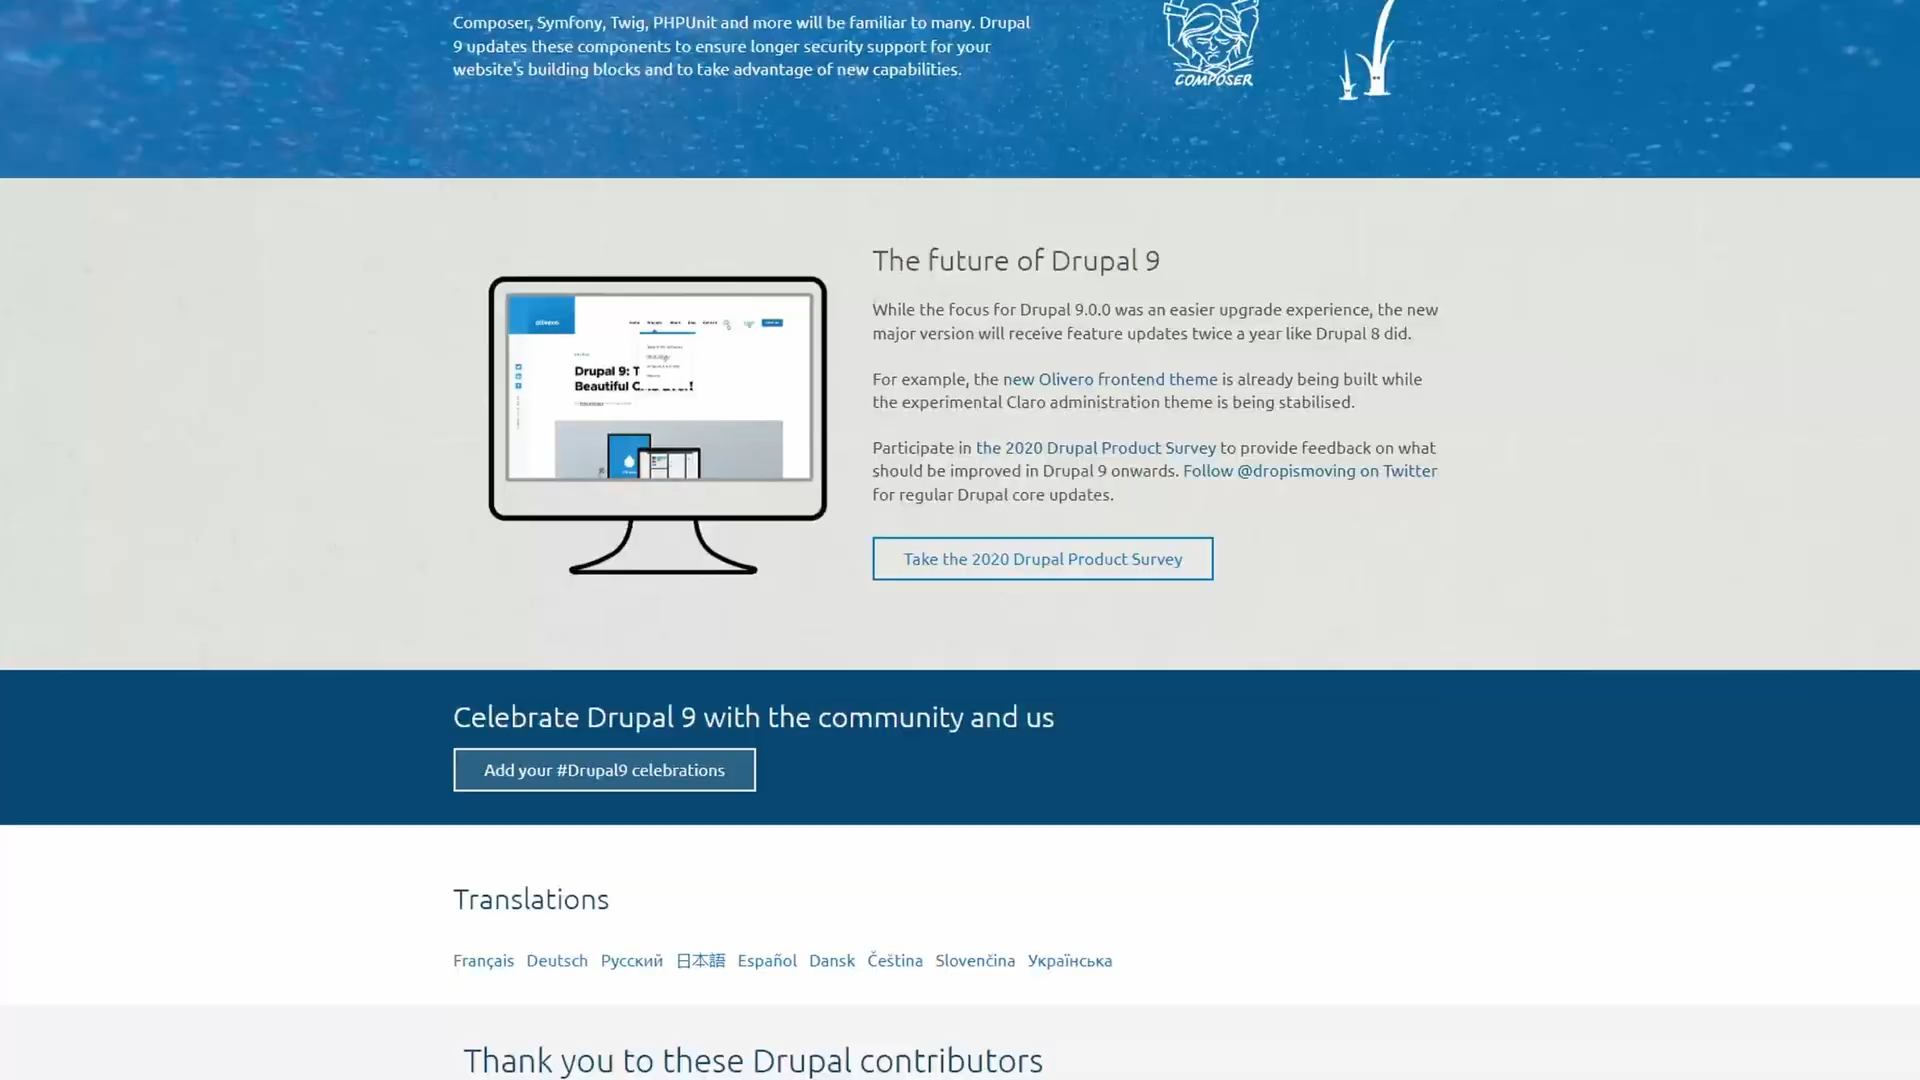 Composer, Symfony, Twig, PHPUnit and more will be familiar to many. Drupal
9 updates these components to ensure longer security support for your
website's building blocks and to take advantage of new capabilities.
COMPOSER
The future of Drupal 9
While the focus for Drupal 9.0.0 was an easier upgrade experience, the new
major version will receive feature updates twice a year like Drupal 8 did.
For example, the new Olivero frontend theme is already being built while
the experimental Claro administration theme is being stabilised.
Participate in the 2020 Drupal Product Survey to provide feedback on what
should be improved in Drupal 9 onwards. Follow @dropismoving on Twitter
for regular Drupal core updates.
Take the 2020 Drupal Product Survey
Drupal 9: T
Beautiful C
Celebrate Drupal 9 with the community and us
Add your #Drupal9 celebrations
Translations
Français Deutsch Русский 日本語 Español Dansk Čeština Slovenčina Українська
Thank you to these Drupal contributors